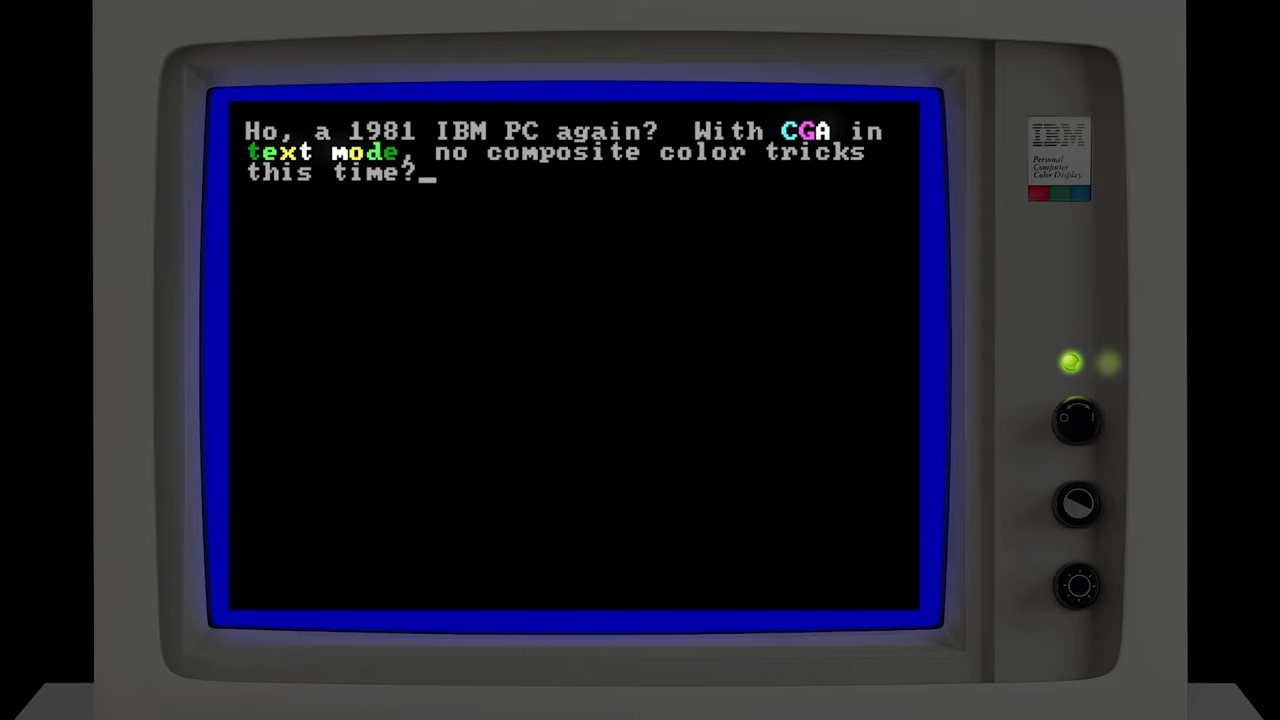 Ho, a 1981 IBM PC again?  With CGA in
text mode, no composite color tricks
this time?_
IBM
Personal
Computer
Color Display